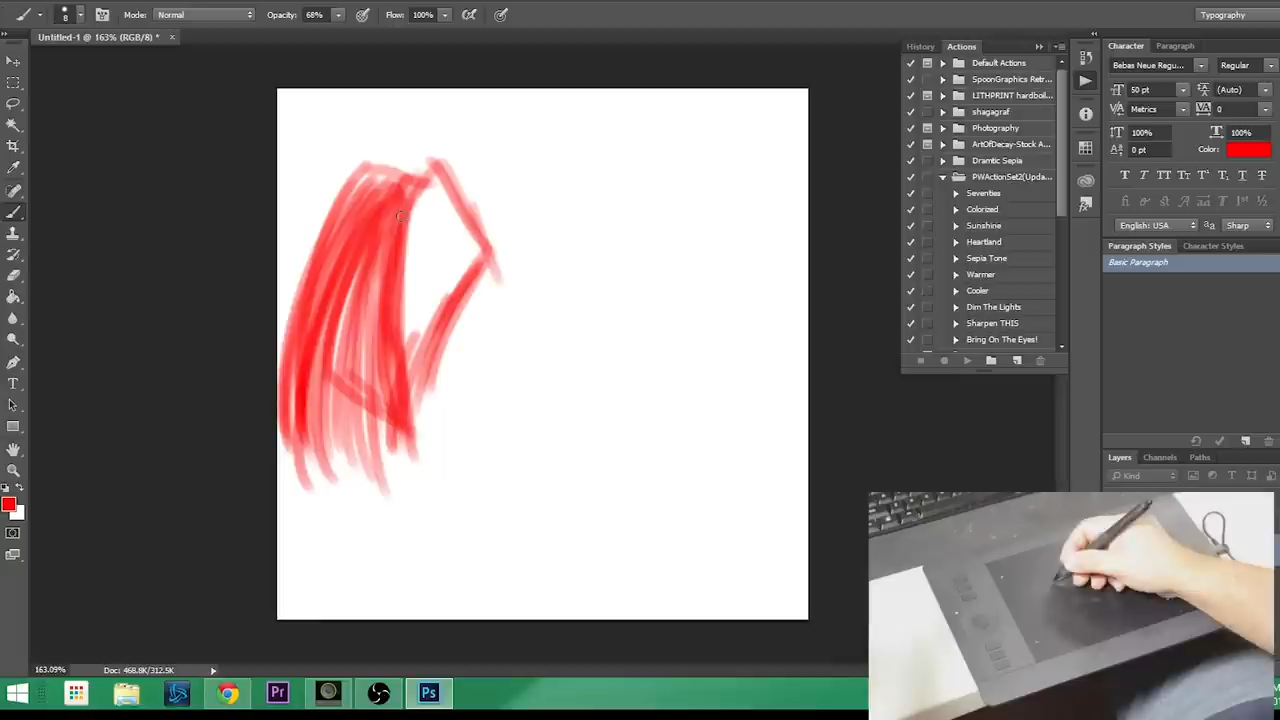 8 Mode: Normal Opacity: 68% Flow: 100% Typography
Untitled-1 @ 163% (RGB/8) * ×
History Actions
Default Actions
SpoonGraphics Retr...
LITHPRINT hardboil...
shagagraf
Photography
ArtOfDecay-Stock A...
Dramtic Sepia
PWActionSet2(Upda...
Seventies
Colorized
Sunshine
Heartland
Sepia Tone
Warmer
Cooler
Dim The Lights
Sharpen THIS
Bring On The Eyes!
Character Paragraph
Bebas Neue Regu... Regular
50 pt (Auto)
Metrics 0
100% 100%
0 pt Color:
English: USA Sharp
Paragraph Styles Character Styles
Basic Paragraph
Layers Channels Paths
Kind
163.09% Doc: 468.8K/312.5K
Pr Ps